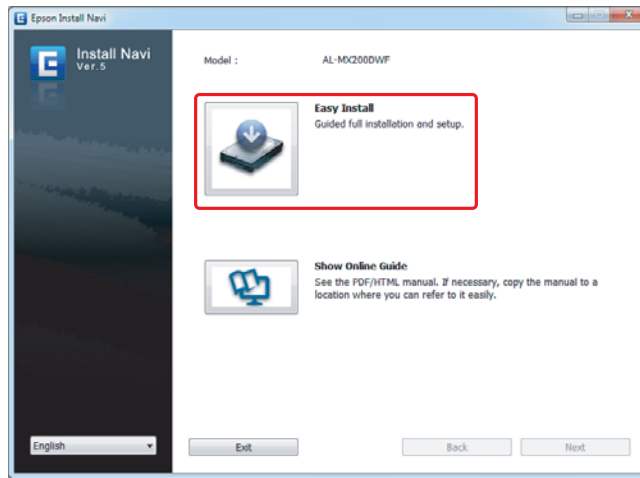 Epson Install Navi
Install Navi
Ver.5
Model :
AL-MX200DWF
Easy Install
Guided full installation and setup.
Show Online Guide
See the PDF/HTML manual. If necessary, copy the manual to a
location where you can refer to it easily.
English
Exit
Back
Next